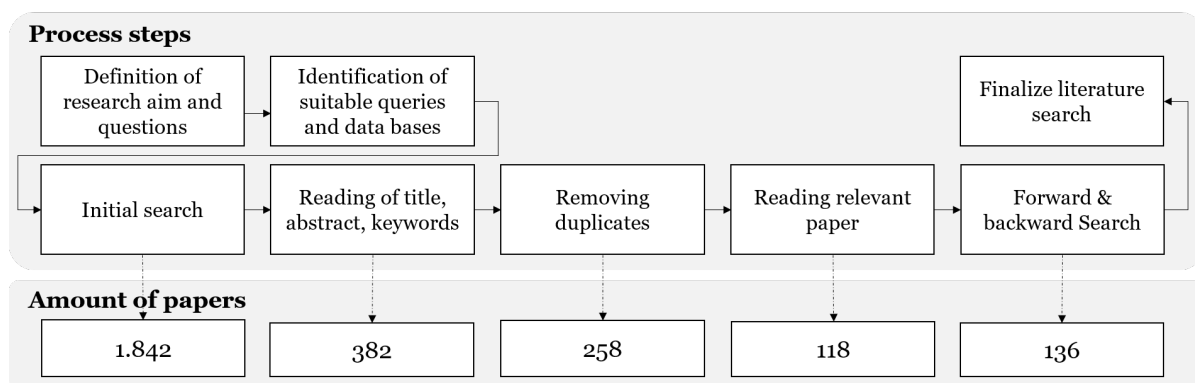 Process steps
Definition of
research aim and
questions
Identification of
suitable queries
and data bases
Finalize literature
search
Initial search
Reading of title,
abstract, keywords
Removing
duplicates
Reading relevant
paper
Forward &
backward Search
Amount of papers
1.842
382
258
118
136